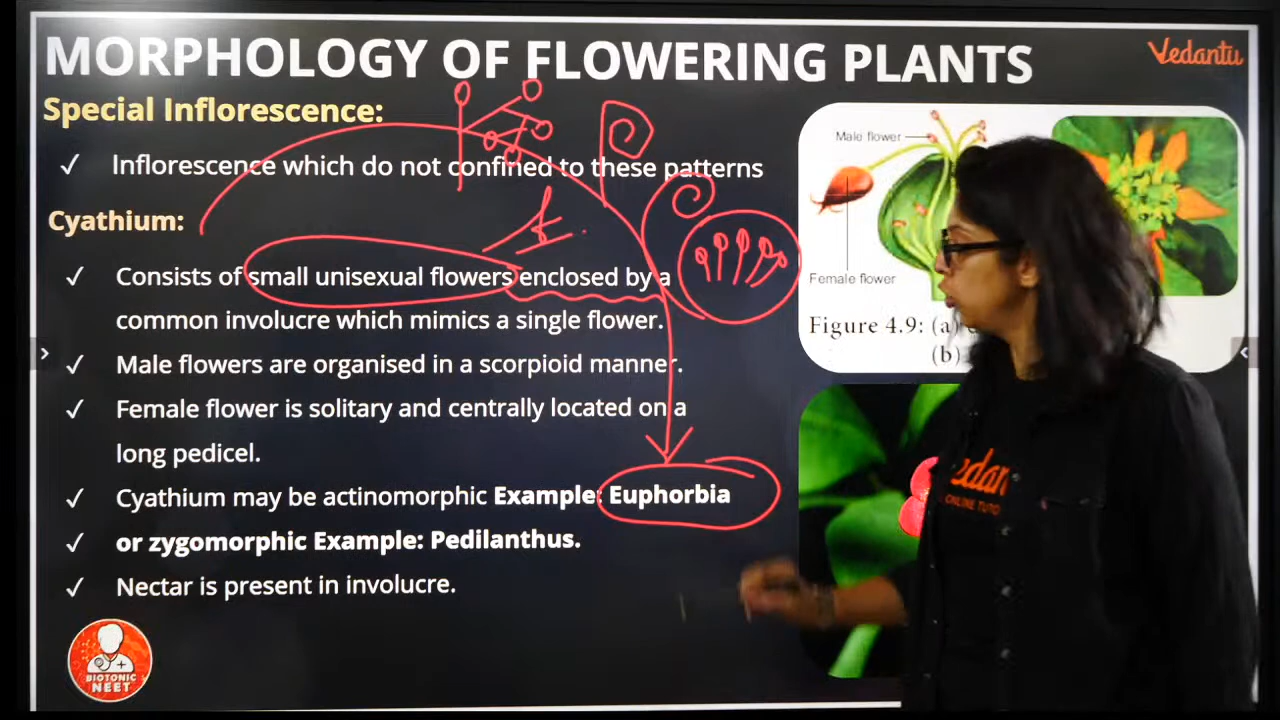 MORPHOLOGY OF FLOWERING PLANTS
Vedantu
Special Inflorescence:
✓ Inflorescence which do not confined to these patterns
Cyathium:
✓ Consists of small unisexual flowers enclosed by a
common involucre which mimics a single flower.
✓ Male flowers are organised in a scorpioid manner.
✓ Female flower is solitary and centrally located on a
long pedicel.
✓ Cyathium may be actinomorphic Example: Euphorbia
✓ or zygomorphic Example: Pedilanthus.
✓ Nectar is present in involucre.
Male flower
Female flower
Figure 4.9: (a)
(b)
BIOTONIC
NEET
ONLINE